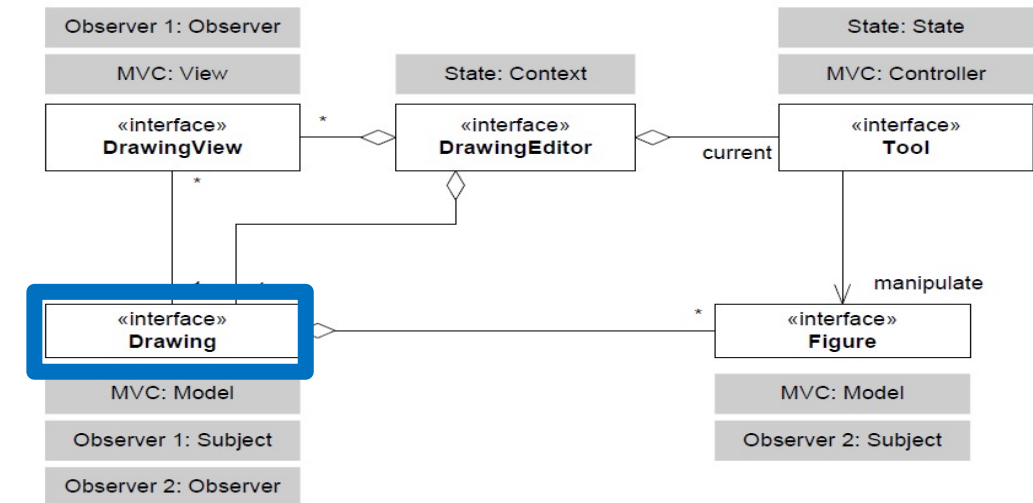 Observer 1: Observer
State: State
MVC: View
State: Context
MVC: Controller
«interface»
DrawingView
*
«interface»
DrawingEditor
current
«interface»
Tool
*
manipulate
«interface»
Drawing
*
«interface»
Figure
MVC: Model
MVC: Model
Observer 1: Subject
Observer 2: Subject
Observer 2: Observer